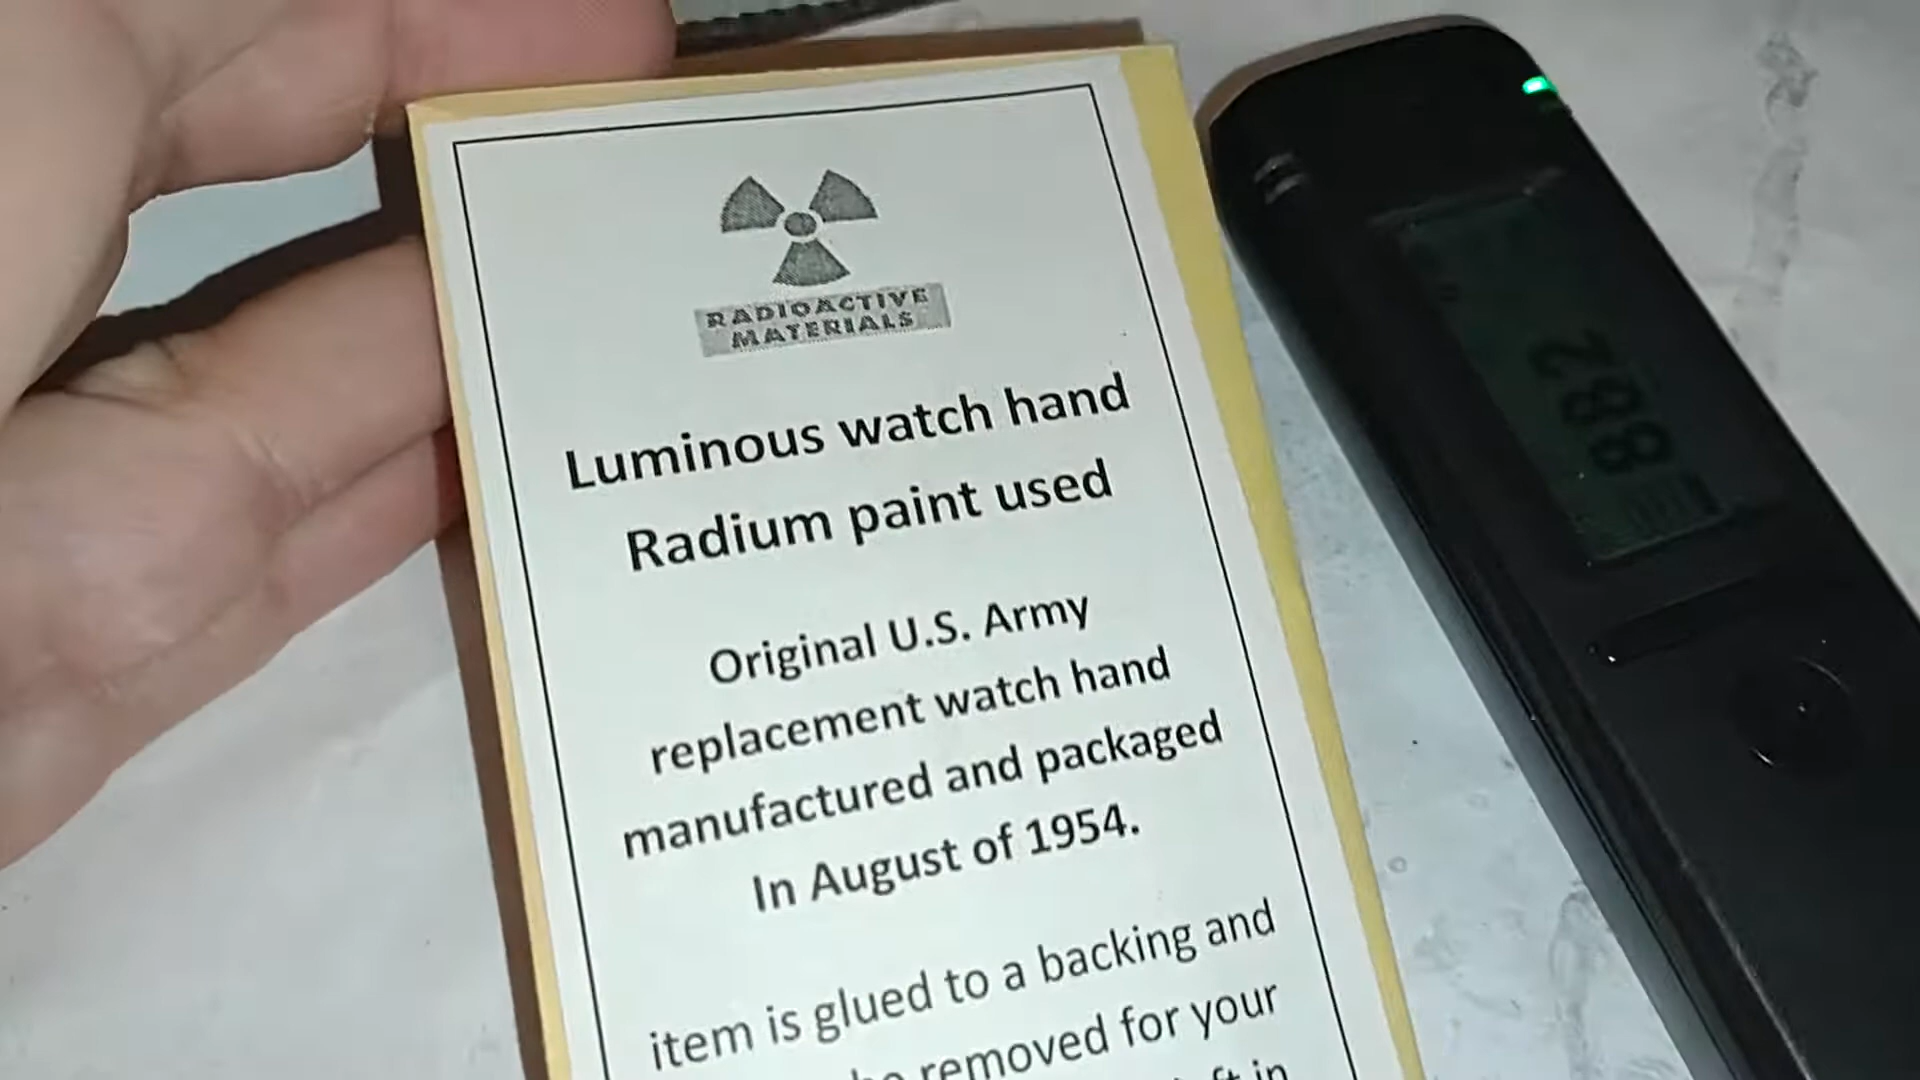 RADIOACTIVE
MATERIALS
Luminous watch hand
Radium paint used
Original U.S. Army
replacement watch hand
manufactured and packaged
In August of 1954.
item is glued to a backing and
removed for your
in